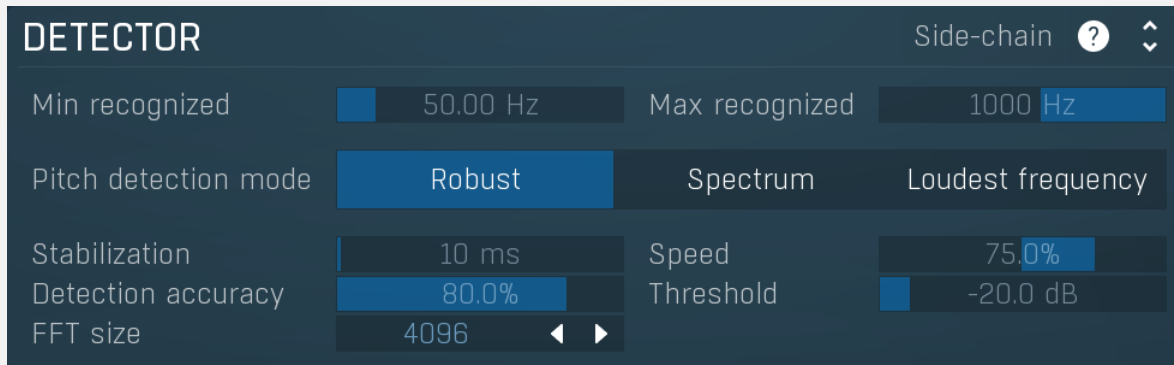 DETECTOR Side-chain ?
Min recognized 50.00 Hz Max recognized 1000 Hz
Pitch detection mode Robust Spectrum Loudest frequency
Stabilization 10 ms Speed 75.0%
Detection accuracy 80.0% Threshold -20.0 dB
FFT size 4096